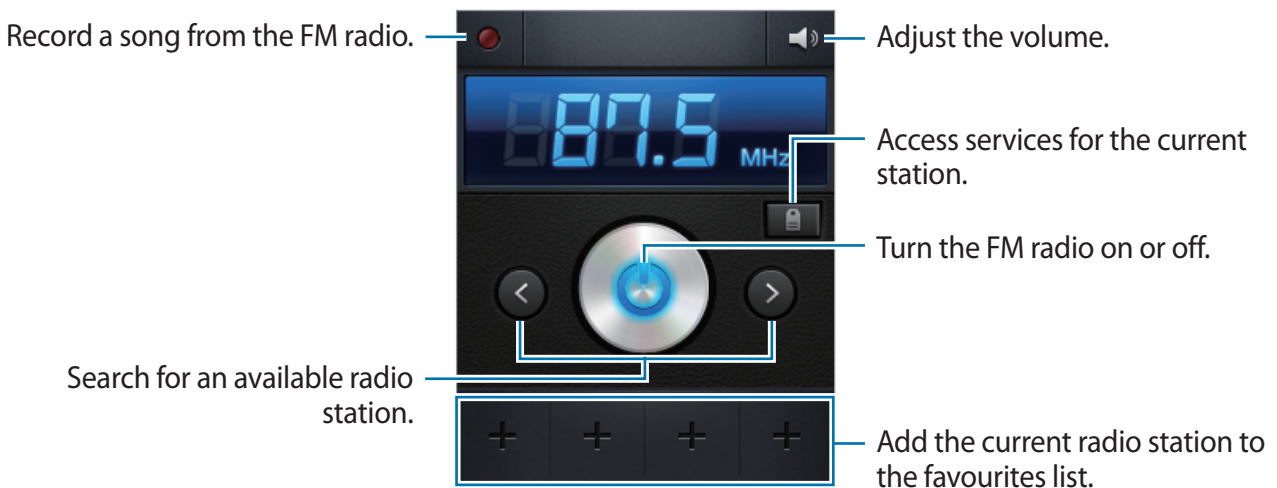 Record a song from the FM radio.
Adjust the volume.
87.5
MHz
Access services for the current
station.
Turn the FM radio on or off.
Search for an available radio
station.
Add the current radio station to
the favourites list.